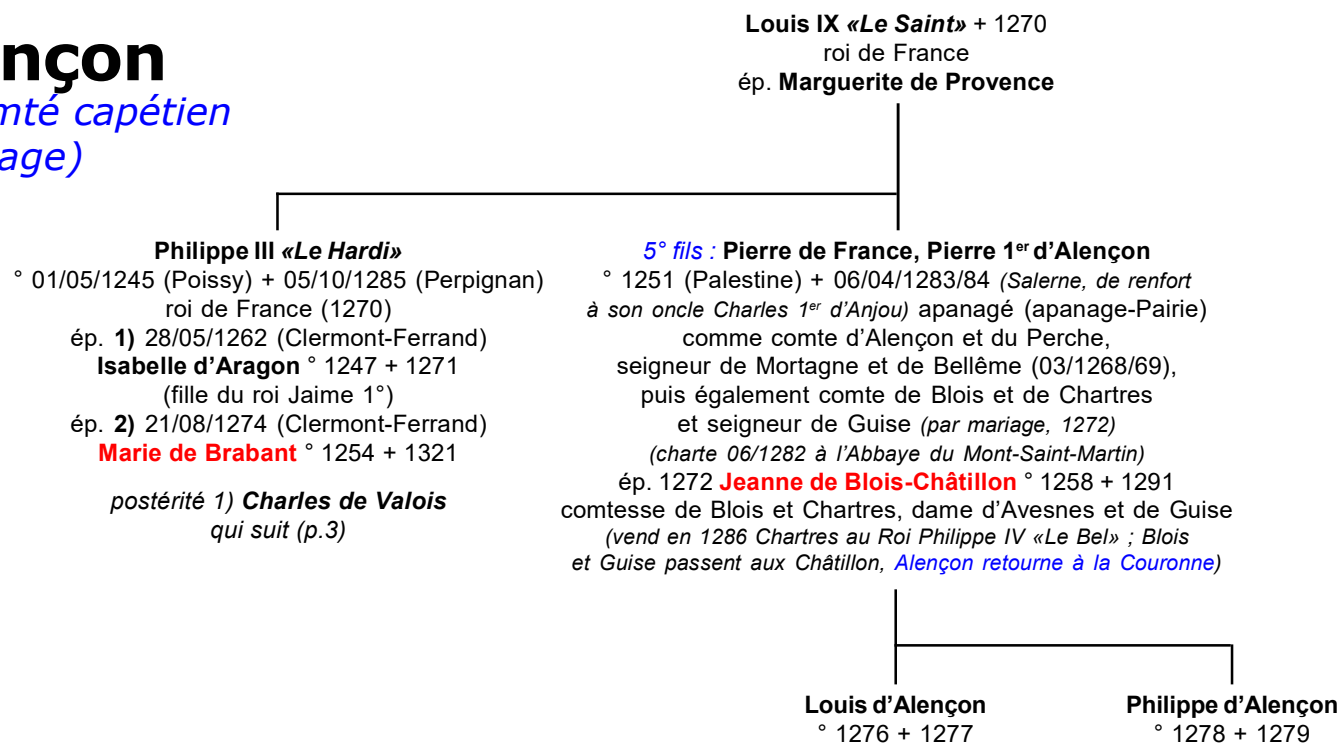 nçon
mté capétien
age)
Louis IX «Le Saint» + 1270
roi de France
ép. Marguerite de Provence
Philippe III «Le Hardi»
° 01/05/1245 (Poissy) + 05/10/1285 (Perpignan)
roi de France (1270)
ép. 1) 28/05/1262 (Clermont-Ferrand)
Isabelle d’Aragon ° 1247 + 1271
(fille du roi Jaime 1°)
ép. 2) 21/08/1274 (Clermont-Ferrand)
Marie de Brabant ° 1254 + 1321
postérité 1) Charles de Valois
qui suit (p.3)
5° fils : Pierre de France, Pierre 1er d’Alençon
° 1251 (Palestine) + 06/04/1283/84 (Salerne, de renfort
à son oncle Charles 1er d’Anjou) apanagé (apanage-Pairie)
comme comte d’Alençon et du Perche,
seigneur de Mortagne et de Bellême (03/1268/69),
puis également comte de Blois et de Chartres
et seigneur de Guise (par mariage, 1272)
(charte 06/1282 à l’Abbaye du Mont-Saint-Martin)
ép. 1272 Jeanne de Blois-Châtillon ° 1258 + 1291
comtesse de Blois et Chartres, dame d’Avesnes et de Guise
(vend en 1286 Chartres au Roi Philippe IV «Le Bel» ; Blois
et Guise passent aux Châtillon, Alençon retourne à la Couronne)
Louis d’Alençon
° 1276 + 1277
Philippe d’Alençon
° 1278 + 1279